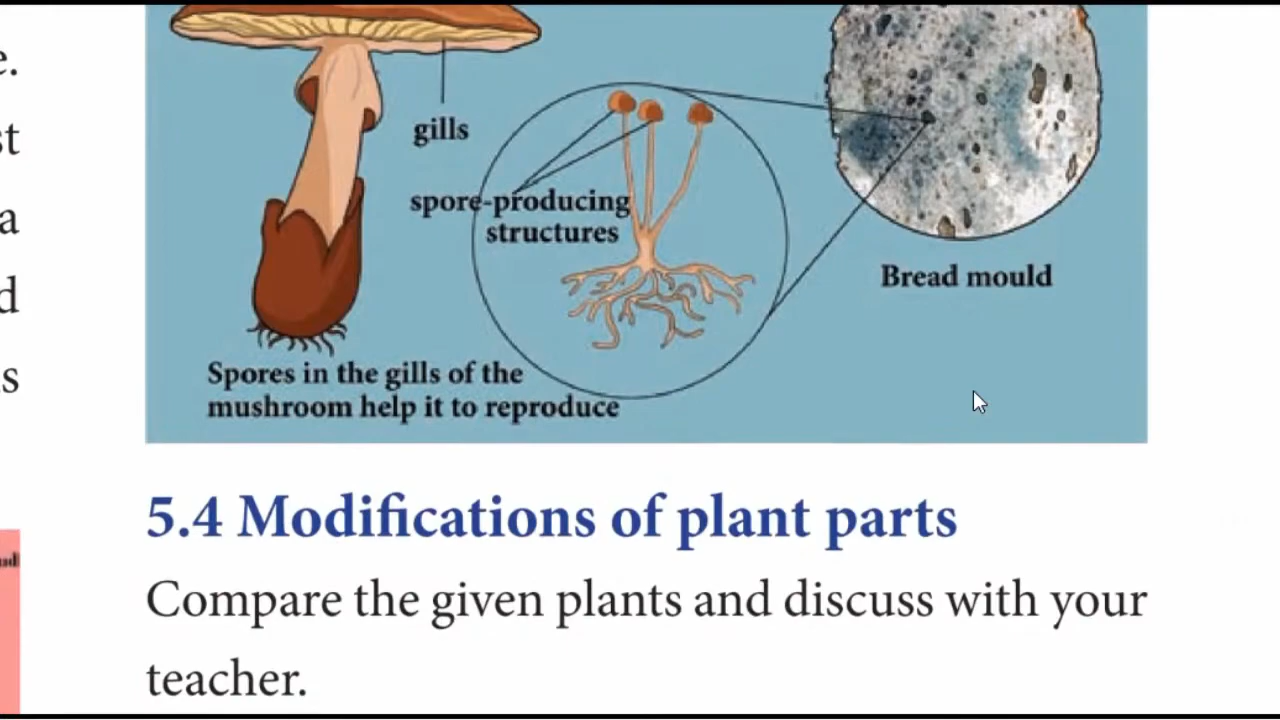 e.
st
a
d
s
gills
spore-producing
structures
Bread mould
Spores in the gills of the
mushroom help it to reproduce
5.4 Modifications of plant parts
Compare the given plants and discuss with your
teacher.